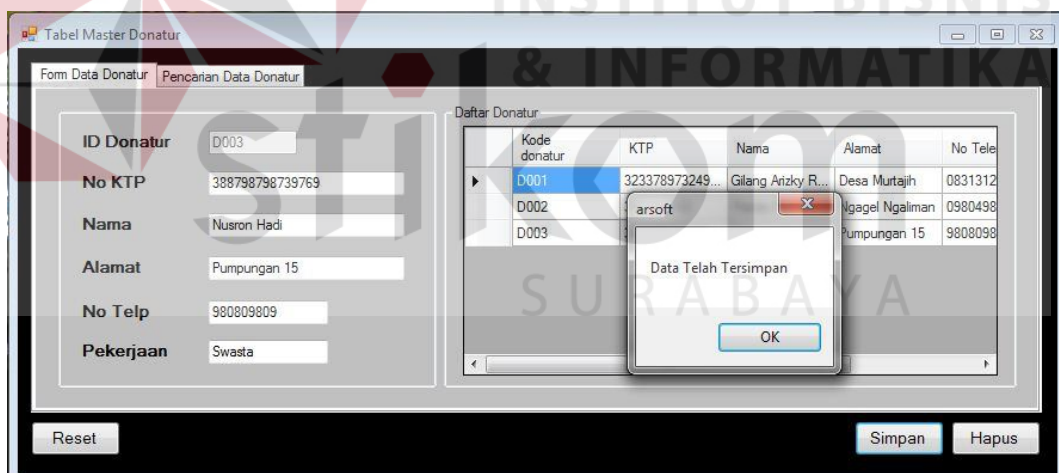 INSTITUT BISNIS
& INFORMATIKA
stikom
SURABAYA
Tabel Master Donatur
Form Data Donatur
Pencarian Data Donatur
ID Donatur D003
No KTP 388798798739769
Nama Nusron Hadi
Alamat Pumpungan 15
No Telp 980809809
Pekerjaan Swasta
Daftar Donatur
Kode donatur KTP Nama Alamat No Tele
D001 323378973249... Gilang Arizky R... Desa Murtajih 0831312
D002 Ngagel Ngaliman 0980498
D003 Pumpungan 15 9808098
arsoft
Data Telah Tersimpan
OK
Reset
Simpan
Hapus